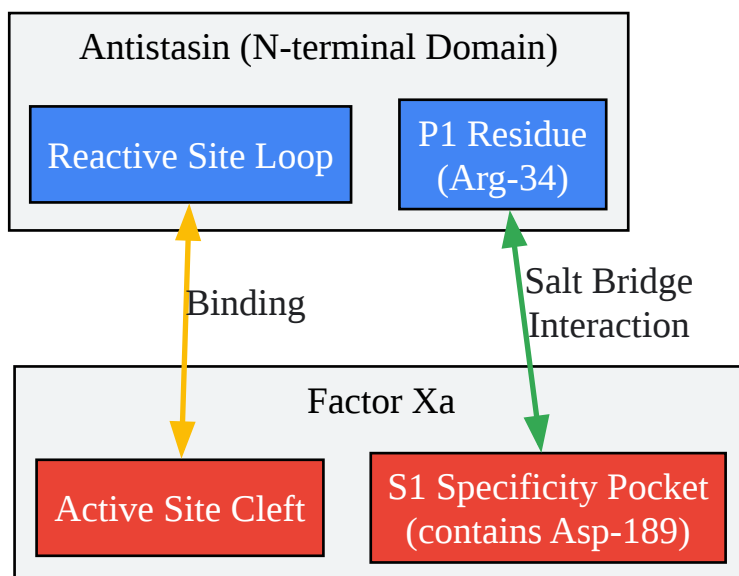 Antistasin (N-terminal Domain)
Reactive Site Loop
P1 Residue
(Arg-34)
Binding
Salt Bridge
Interaction
Factor Xa
Active Site Cleft
S1 Specificity Pocket
(contains Asp-189)